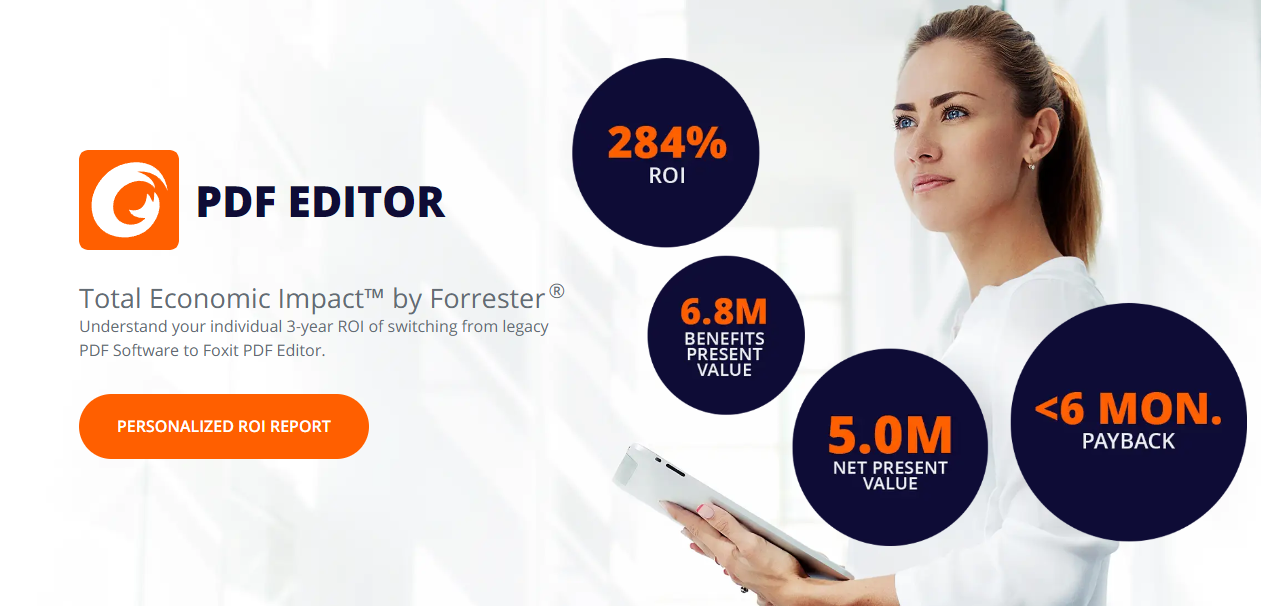 PDF EDITOR
Total Economic Impact™ by Forrester®
Understand your individual 3-year ROI of switching from legacy
PDF Software to Foxit PDF Editor.
PERSONALIZED ROI REPORT
284%
ROI
6.8M
BENEFITS
PRESENT
VALUE
5.0M
NET PRESENT
VALUE
<6 MON.
PAYBACK